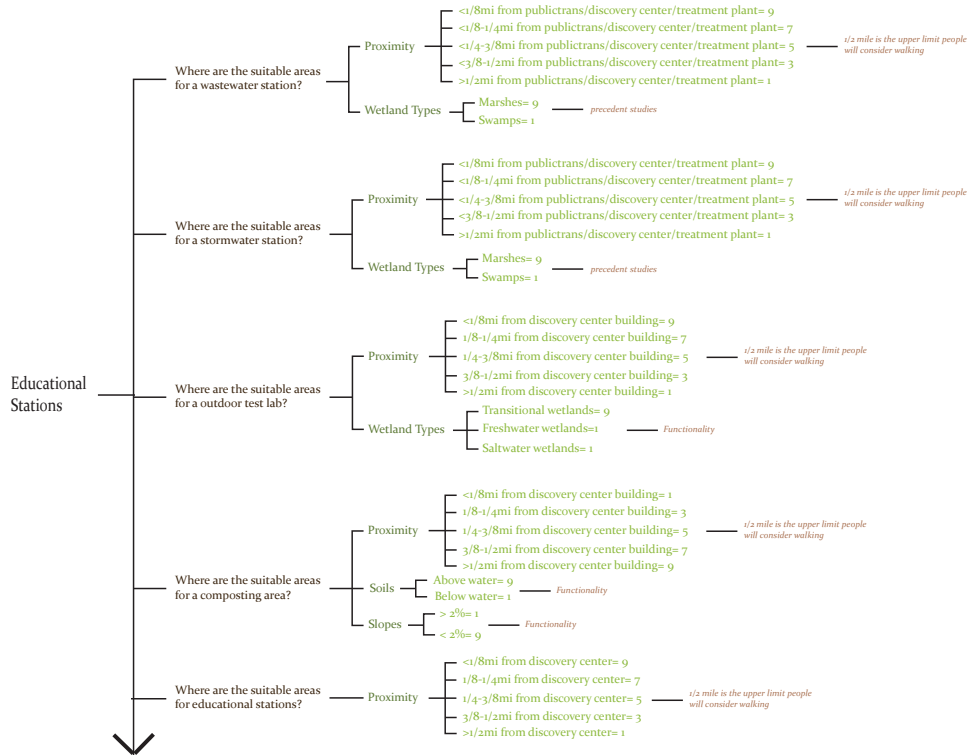 Educational
Stations
Where are the suitable areas
for a wastewater station?
Proximity
<1/8mi from publictrans/discovery center/treatment plant= 9
<1/8-1/4mi from publictrans/discovery center/treatment plant= 7
<1/4-3/8mi from publictrans/discovery center/treatment plant= 5
<3/8-1/2mi from publictrans/discovery center/treatment plant= 3
>1/2mi from publictrans/discovery center/treatment plant= 1
1/2 mile is the upper limit people
will consider walking
Wetland Types
Marshes= 9
Swamps= 1
precedent studies
Where are the suitable areas
for a stormwater station?
Proximity
<1/8mi from publictrans/discovery center/treatment plant= 9
<1/8-1/4mi from publictrans/discovery center/treatment plant= 7
<1/4-3/8mi from publictrans/discovery center/treatment plant= 5
<3/8-1/2mi from publictrans/discovery center/treatment plant= 3
>1/2mi from publictrans/discovery center/treatment plant= 1
1/2 mile is the upper limit people
will consider walking
Wetland Types
Marshes= 9
Swamps= 1
precedent studies
Where are the suitable areas
for a outdoor test lab?
Proximity
<1/8mi from discovery center building= 9
1/8-1/4mi from discovery center building= 7
1/4-3/8mi from discovery center building= 5
3/8-1/2mi from discovery center building= 3
>1/2mi from discovery center building= 1
1/2 mile is the upper limit people
will consider walking
Wetland Types
Transitional wetlands= 9
Freshwater wetlands=1
Saltwater wetlands= 1
Functionality
Where are the suitable areas
for a composting area?
Proximity
<1/8mi from discovery center building= 1
1/8-1/4mi from discovery center building= 3
1/4-3/8mi from discovery center building= 5
3/8-1/2mi from discovery center building= 7
>1/2mi from discovery center building= 9
1/2 mile is the upper limit people
will consider walking
Soils
Above water= 9
Below water= 1
Functionality
Slopes
> 2%= 1
< 2%= 9
Functionality
Where are the suitable areas
for educational stations?
Proximity
<1/8mi from discovery center= 9
1/8-1/4mi from discovery center= 7
1/4-3/8mi from discovery center= 5
3/8-1/2mi from discovery center= 3
>1/2mi from discovery center= 1
1/2 mile is the upper limit people
will consider walking